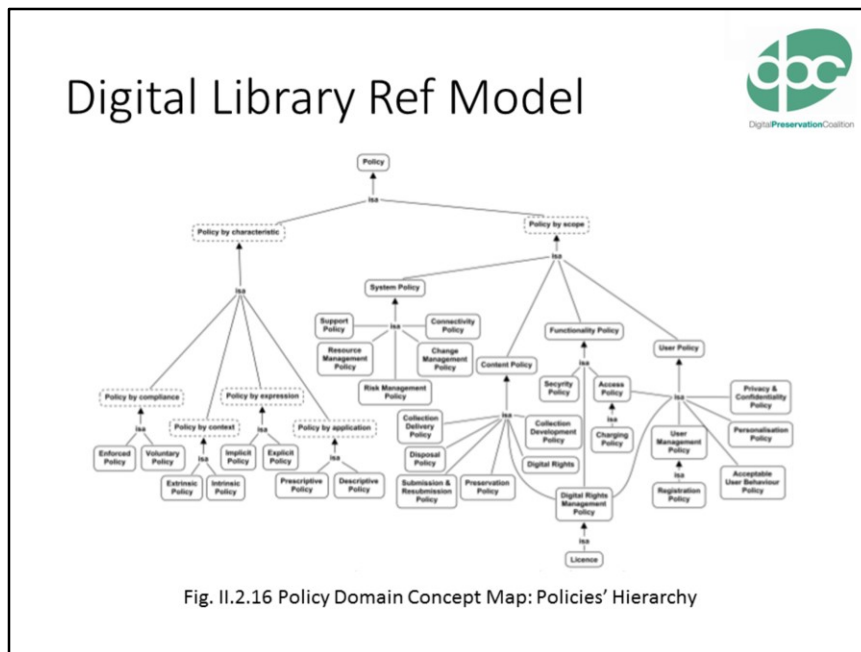 Digital Library Ref Model
dpc
DigitalPreservationCoalition
Policy
isa
Policy by characteristic
Policy by scope
isa
isa
System Policy
Support
Policy
isa
Connectivity
Policy
Functionality Policy
Resource
Management
Policy
Change
Management
Policy
Content Policy
User Policy
Risk Management
Policy
isa
Security
Policy
Access
Policy
Privacy &
Confidentiality
Policy
Policy by compliance
Policy by expression
isa
Policy by context
isa
Policy by application
Collection
Delivery
Policy
isa
Collection
Development
Policy
isa
Charging
Policy
isa
User
Management
Policy
Personalisation
Policy
Enforced
Policy
Voluntary
Policy
isa
Implicit
Policy
Explicit
Policy
isa
Disposal
Policy
Digital Rights
Extrinsic
Policy
Intrinsic
Policy
Prescriptive
Policy
Descriptive
Policy
Submission &
Resubmission
Policy
Preservation
Policy
Digital Rights
Management
Policy
isa
Registration
Policy
Acceptable
User Behaviour
Policy
isa
Licence
Fig. II.2.16 Policy Domain Concept Map: Policies’ Hierarchy